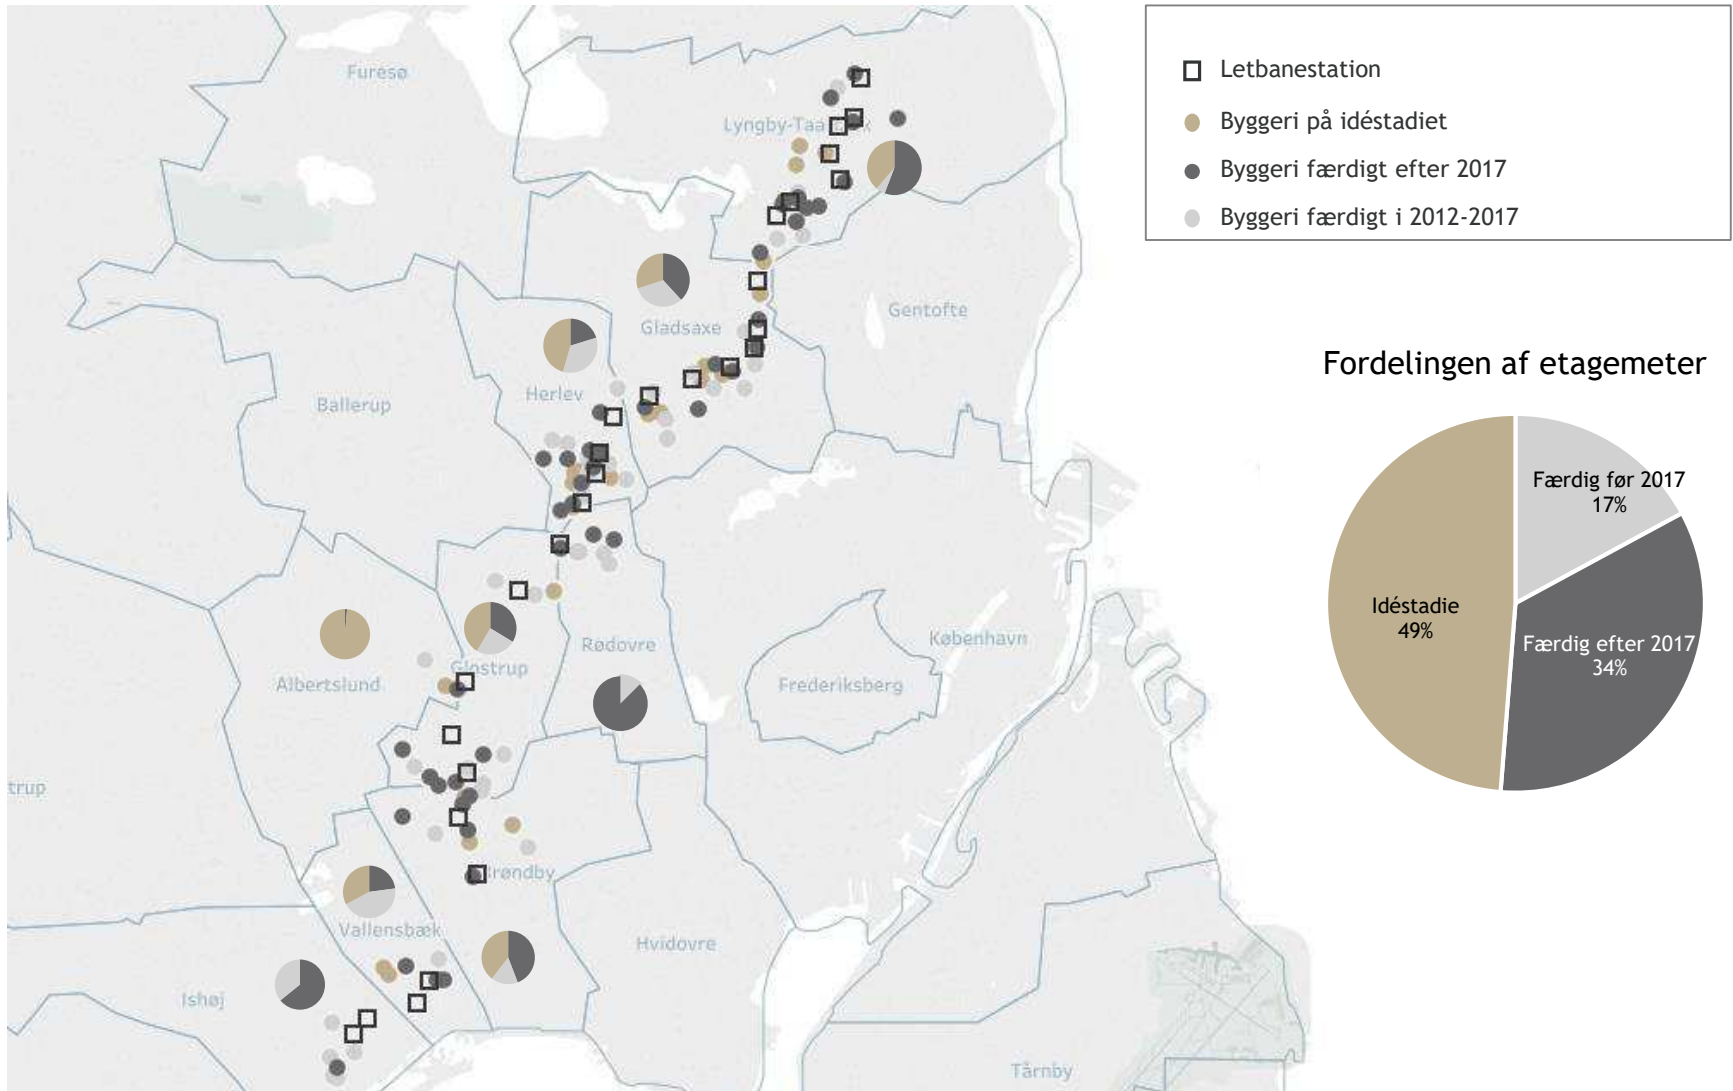 Letbanestation
Byggeri på idéstadiet
Byggeri færdigt efter 2017
Byggeri færdigt i 2012-2017
Fordelingen af etagemeter
Færdig før 2017
17%
Idéstadie
49%
Færdig efter 2017
34%
Furesø
Gentofte
Gladsaxe
Herlev
Ballerup
København
Rødovre
Glostrup
Albertslund
Frederiksberg
trup
Brøndby
Vallensbæk
Hvidovre
Ishøj
Tårnby